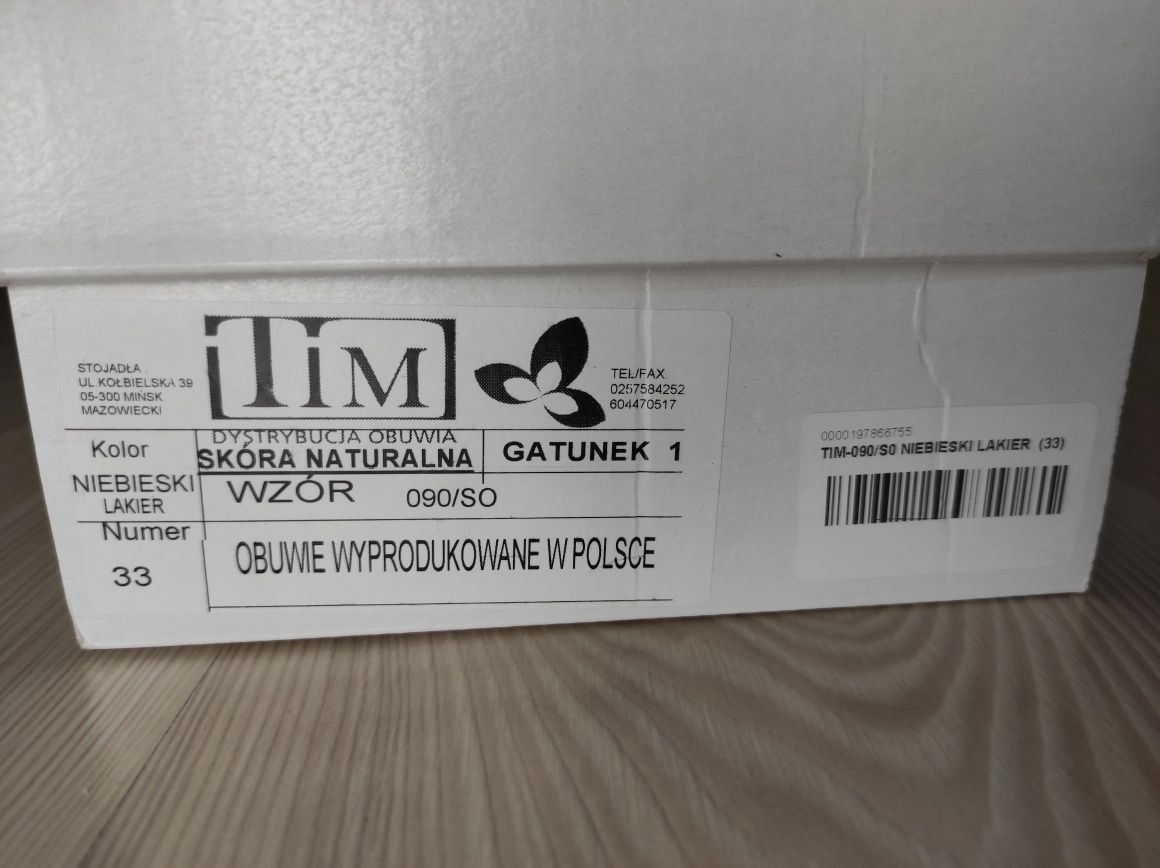 STOJADŁA
UL KOŁBIELSKA 39
05-300 MIŃSK
MAZOWIECKI
TiM
TEL/FAX.
0257584252
604470517
Kolor
DYSTRYBUCJA OBUWIA
SKÓRA NATURALNA
GATUNEK 1
NIEBIESKI
LAKIER
WZÓR 090/SO
Numer
33
OBUWIE WYPRODUKOWANE W POLSCE
0000197866755
TIM-090/S0 NIEBIESKI LAKIER (33)